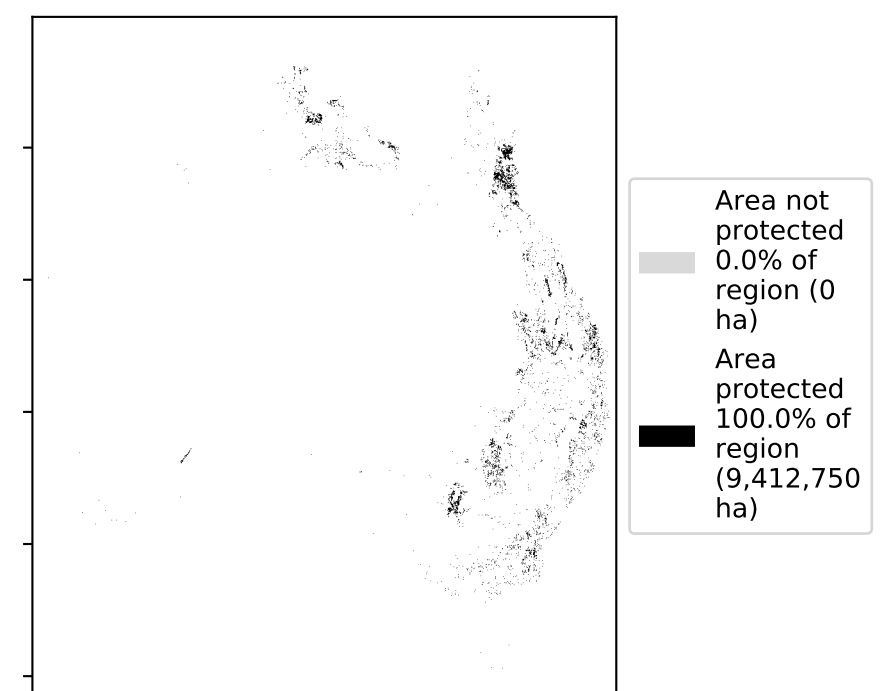 Area not
protected
0.0% of
region (0
ha)
Area
protected
100.0% of
region
(9,412,750
ha)